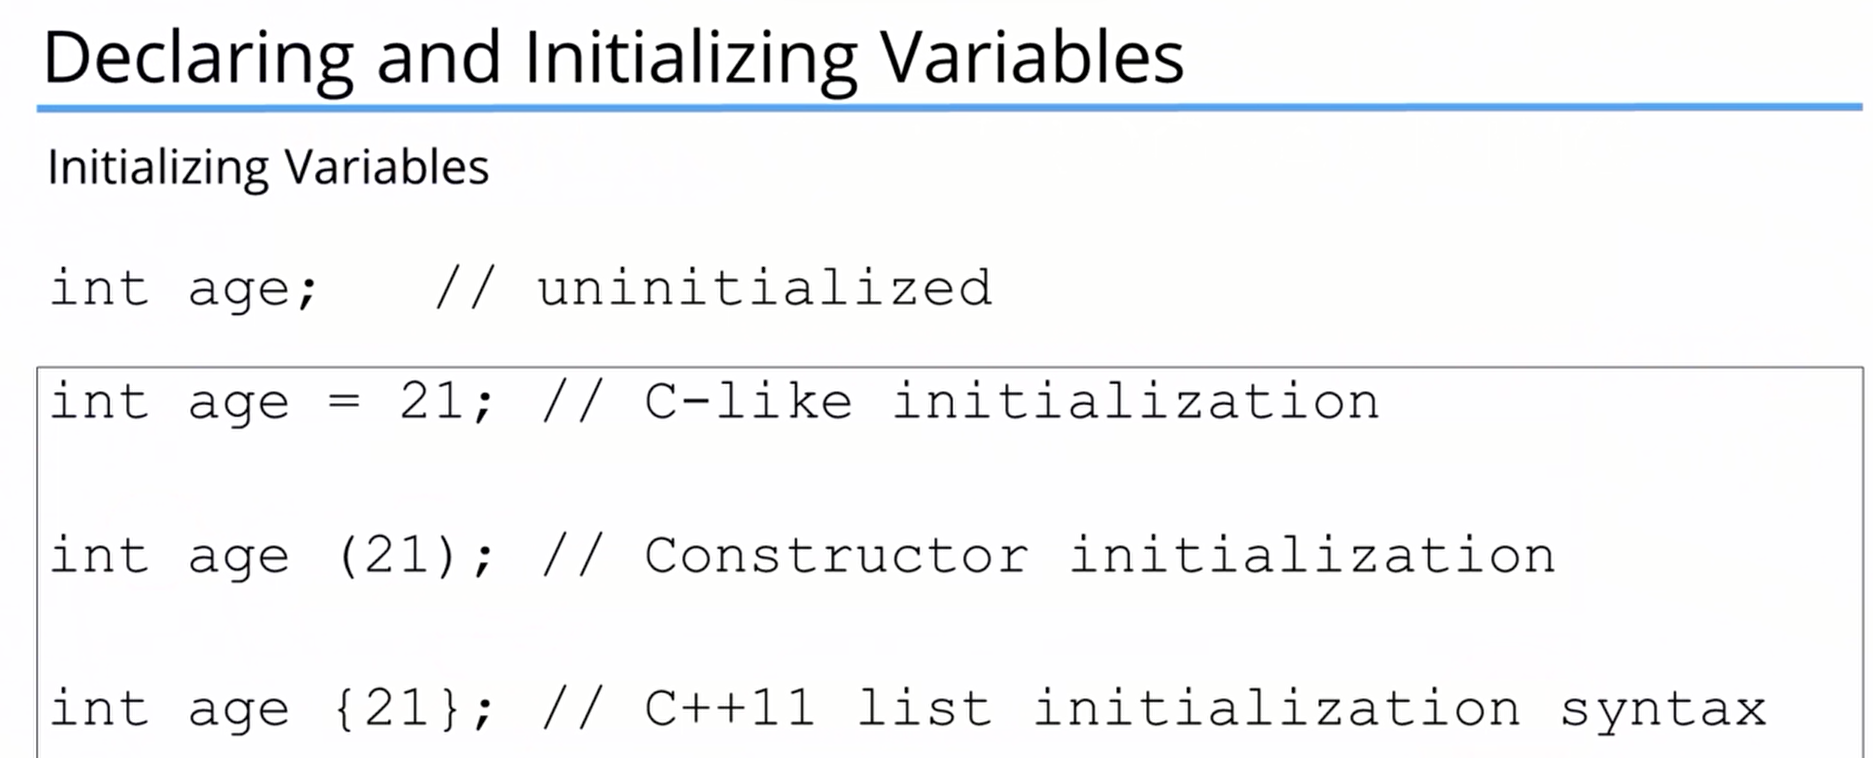 Declaring and Initializing Variables
Initializing Variables
int age;   // uninitialized
int age = 21; // C-like initialization
int age (21); // Constructor initialization
int age {21}; // C++11 list initialization syntax